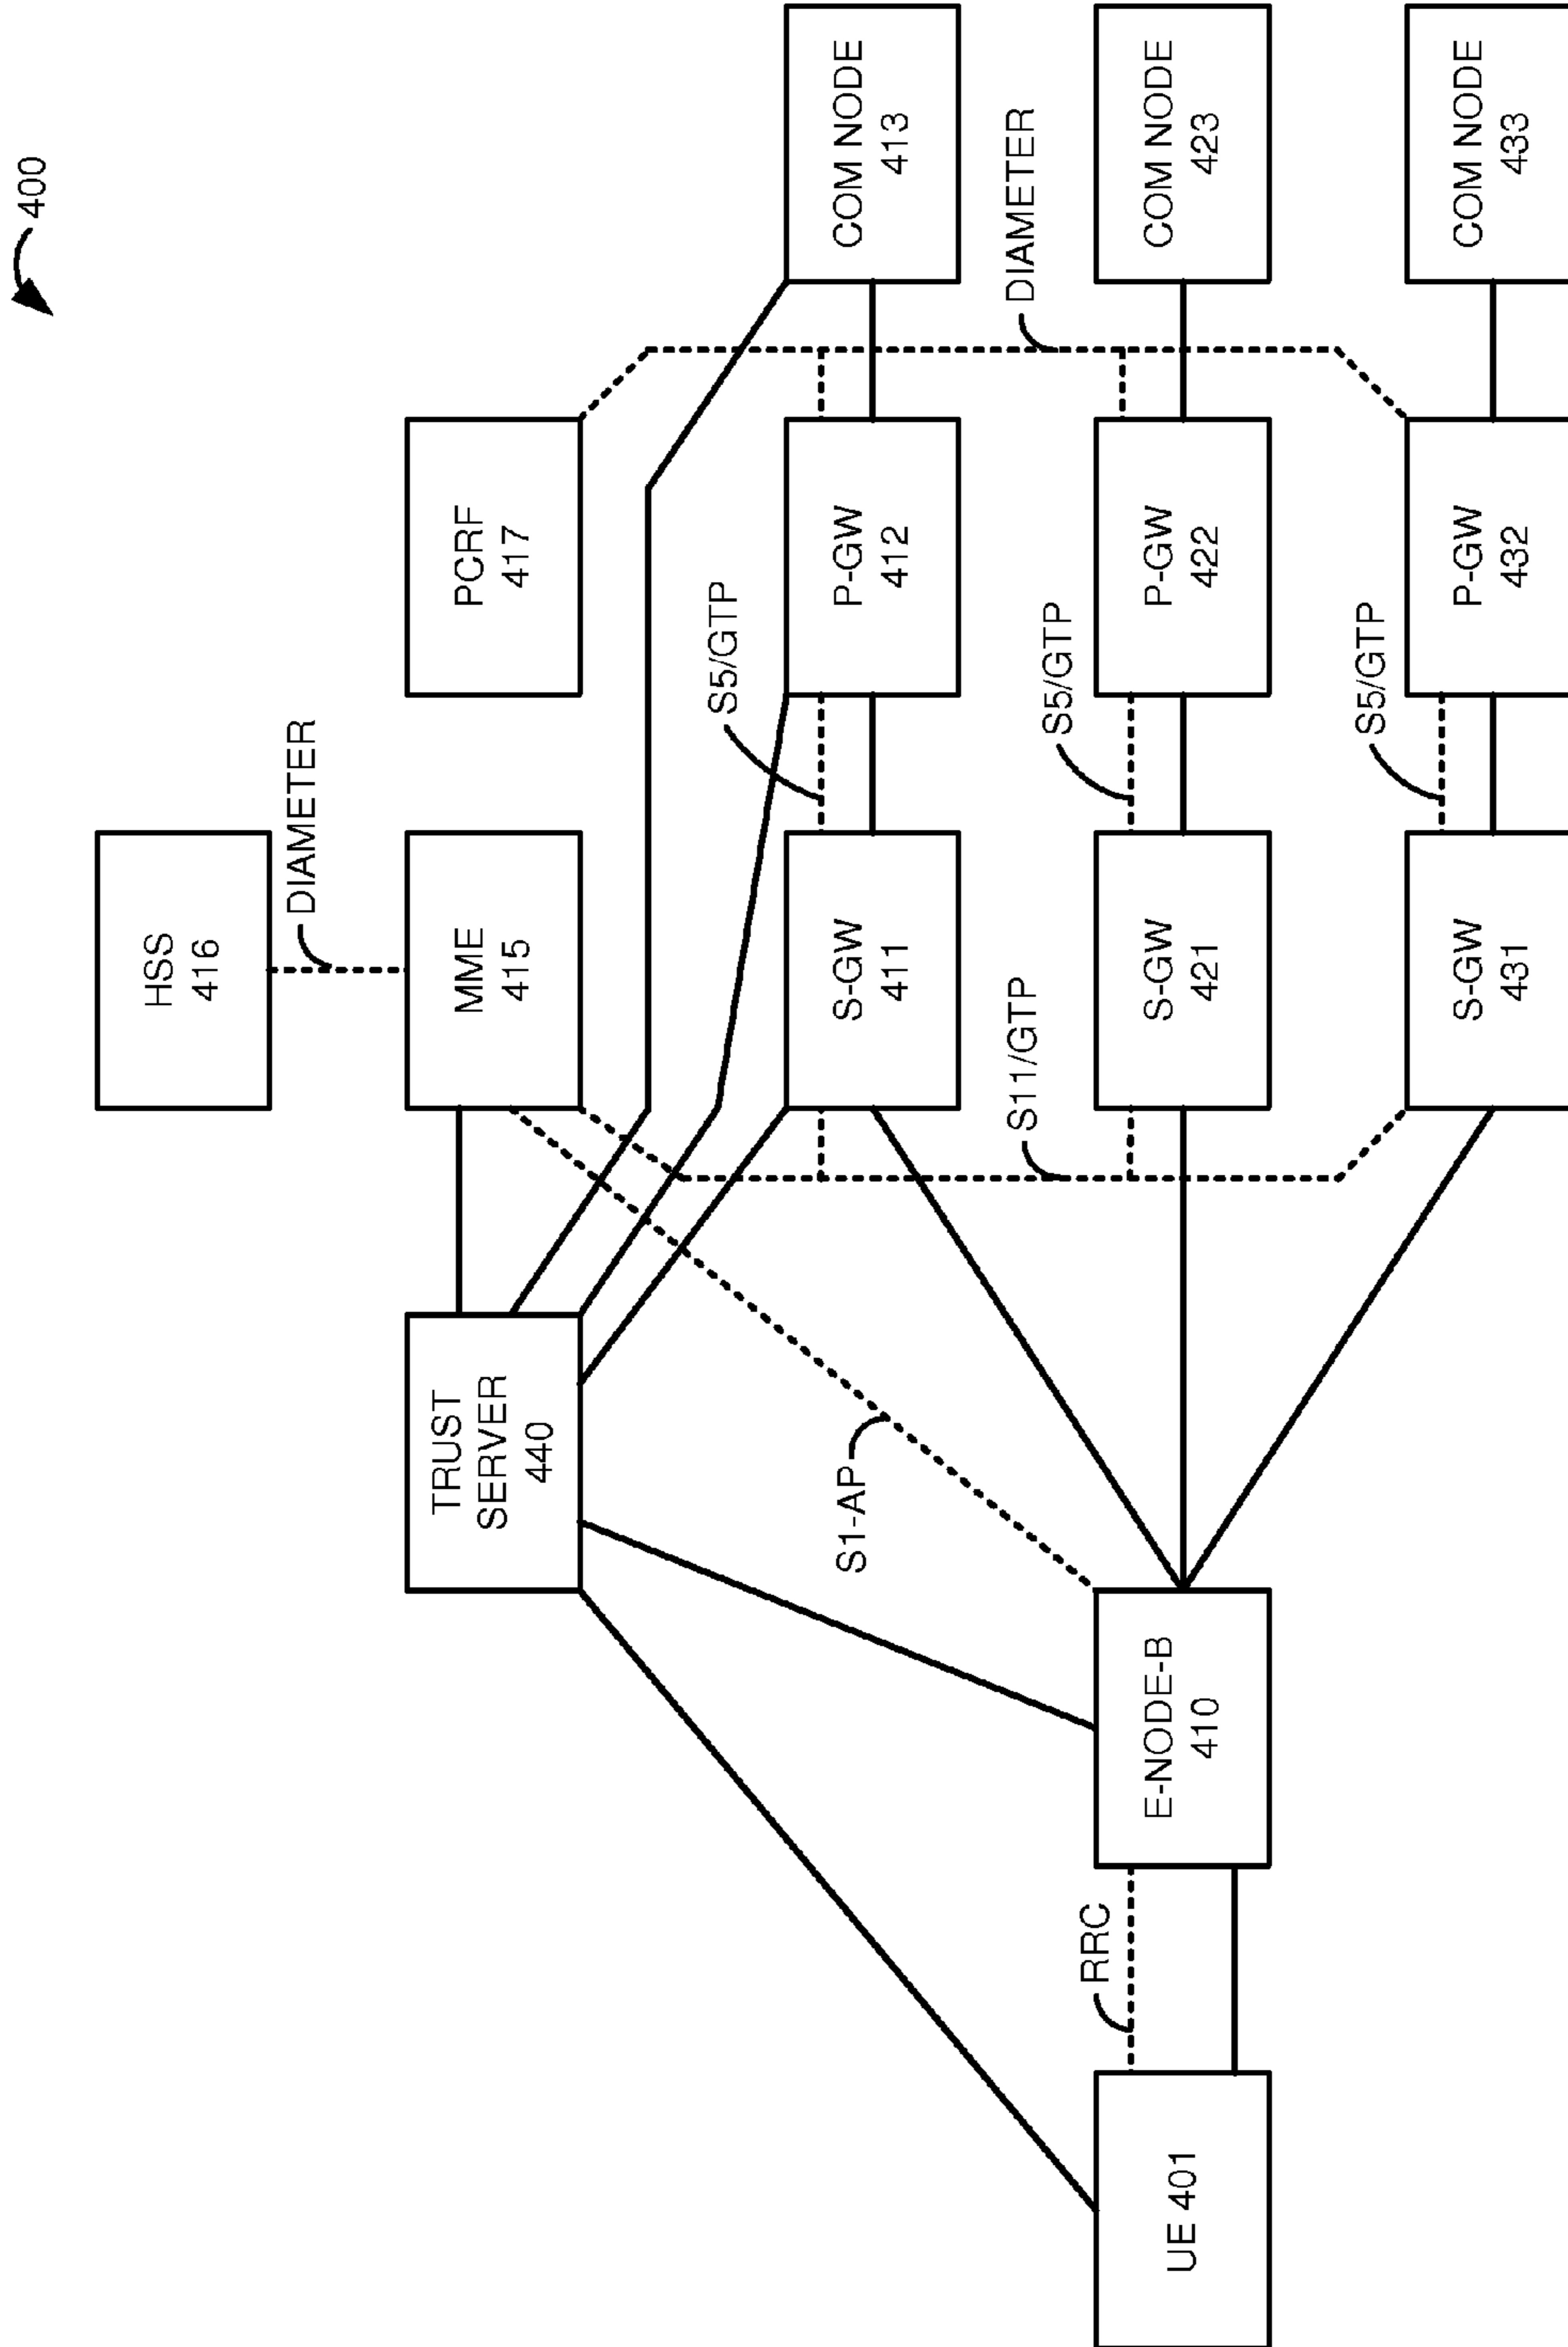 400
HSS
416
DIAMETER
TRUST
SERVER
440
MME
415
PCRF
417
S5/GTP
S1-AP
S-GW
411
P-GW
412
COM NODE
413
S11/GTP
S5/GTP
DIAMETER
RRC
UE 401
E-NODE-B
410
S-GW
421
P-GW
422
COM NODE
423
S5/GTP
S-GW
431
P-GW
432
COM NODE
433